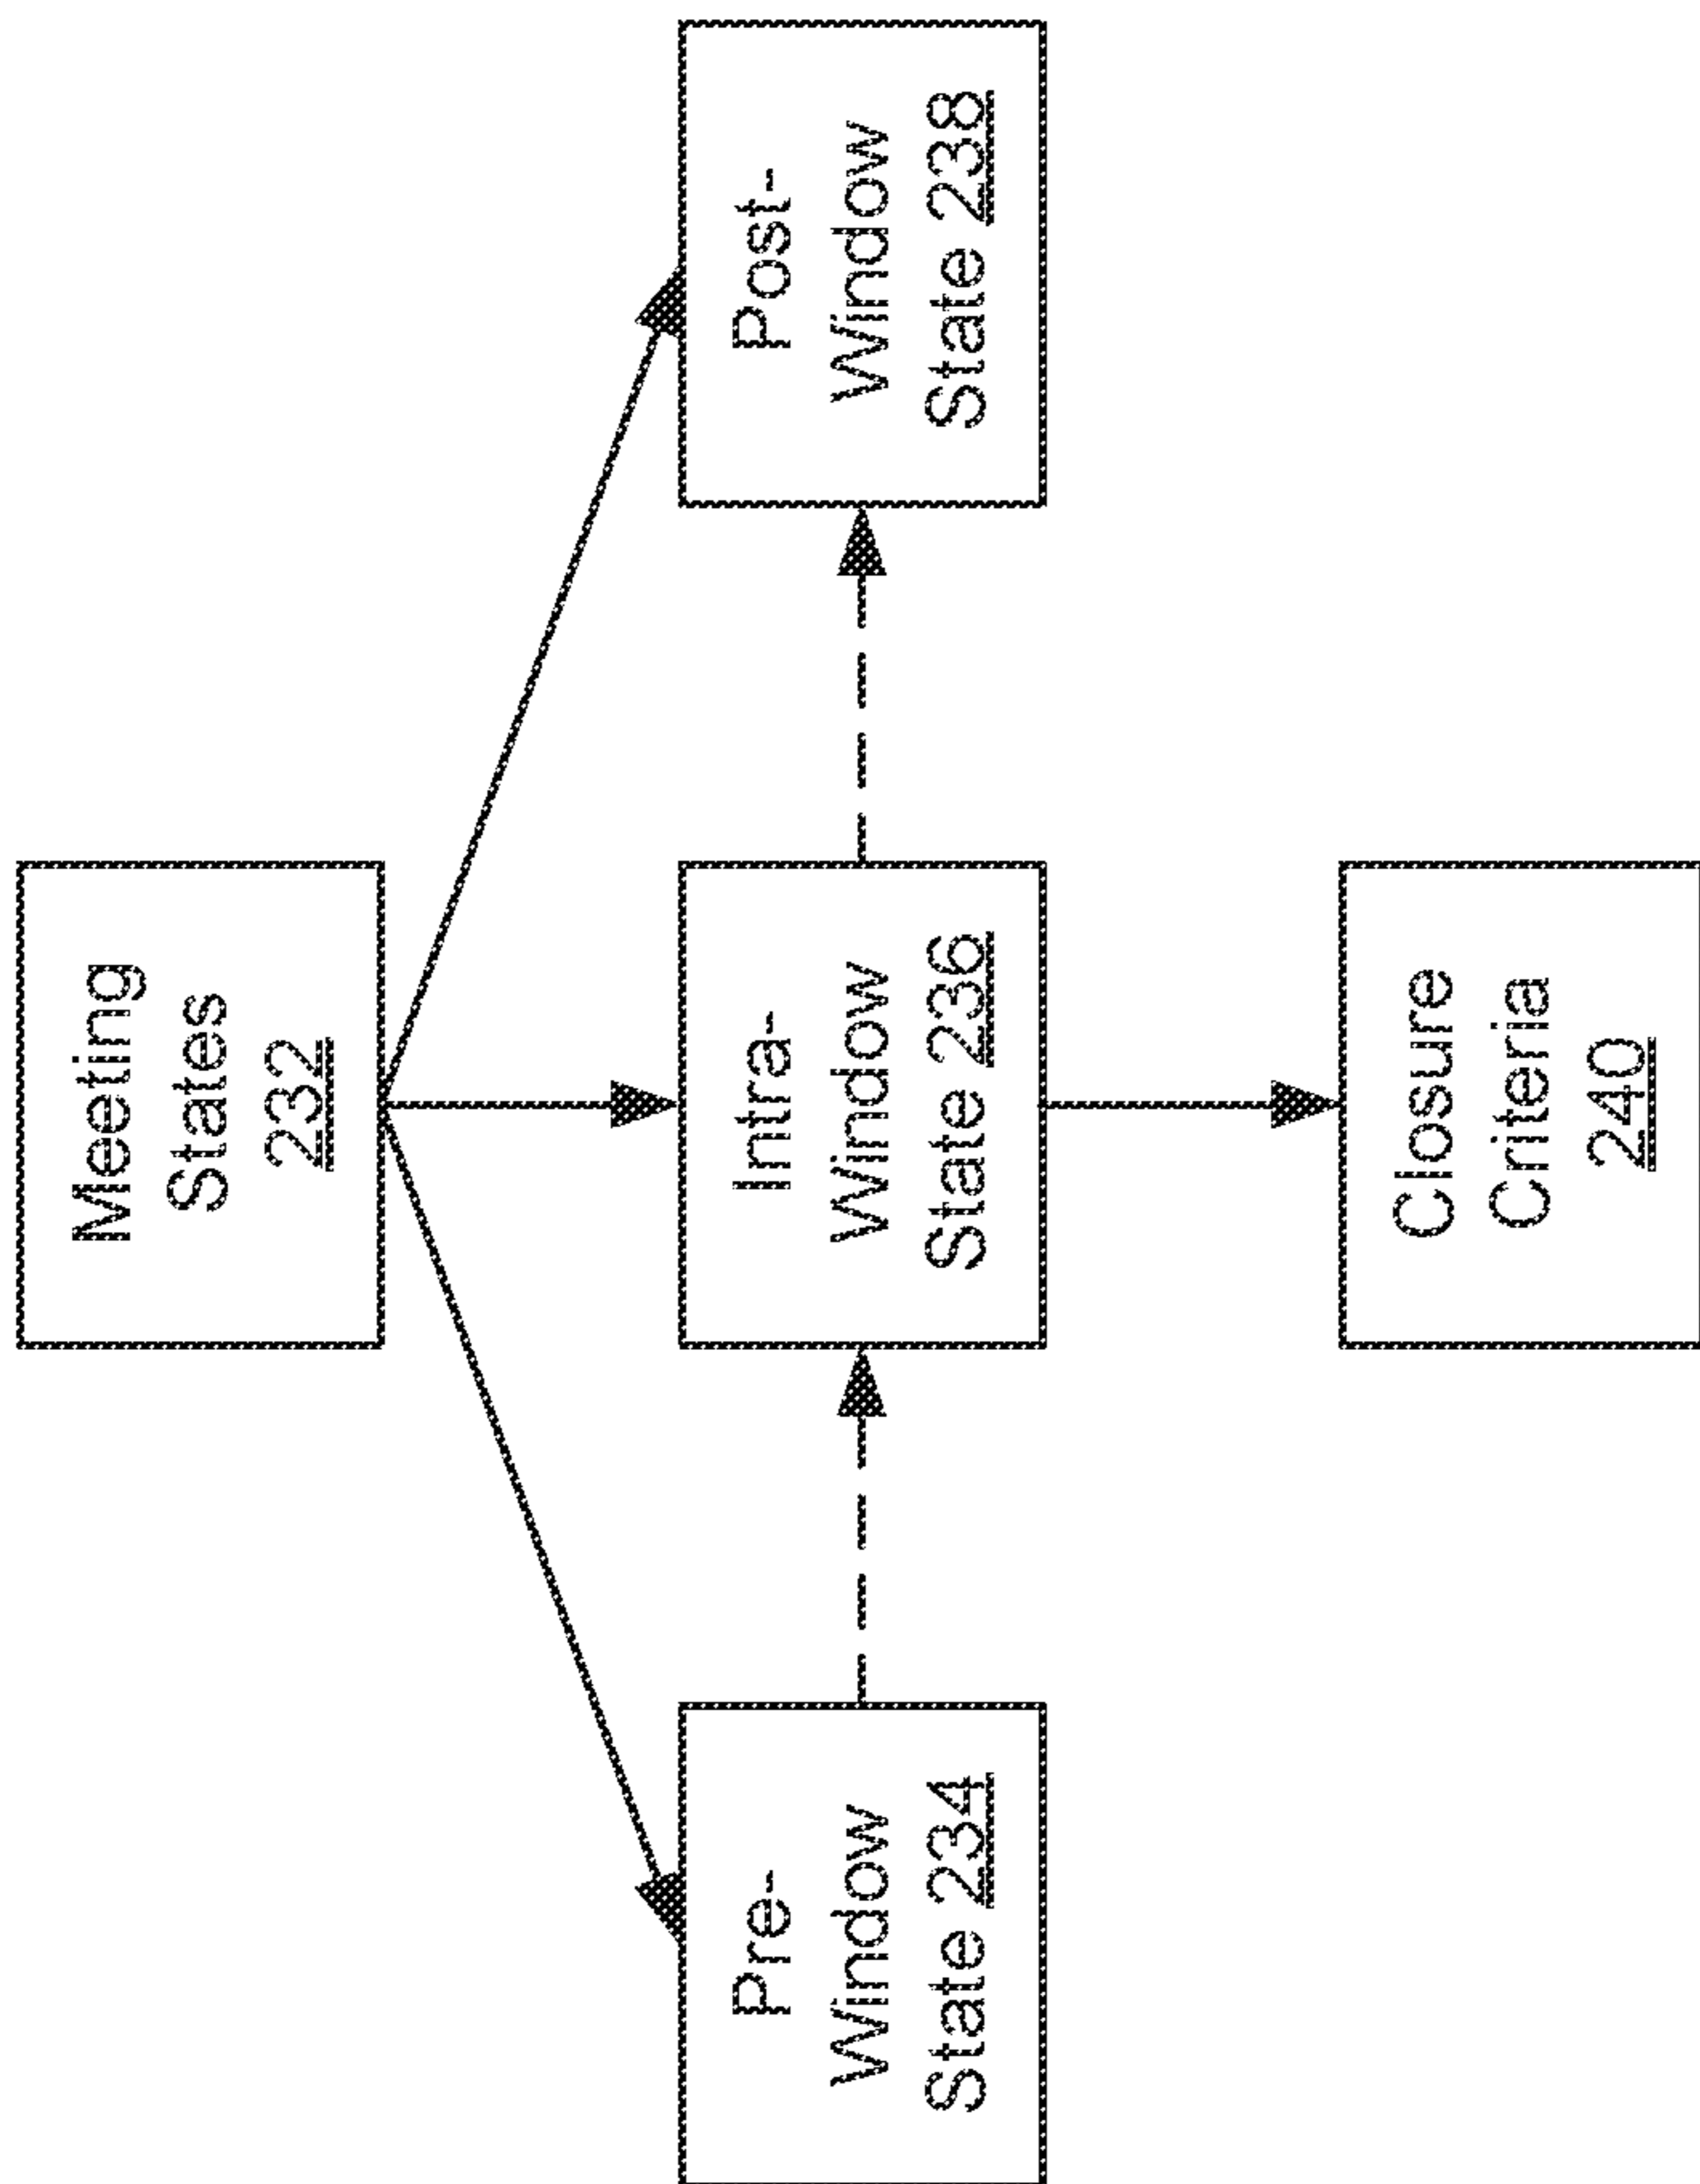 Meeting
States
232
Pre-
Window
State 234
Intra-
Window
State 236
Post-
Window
State 238
Closure
Criteria
240